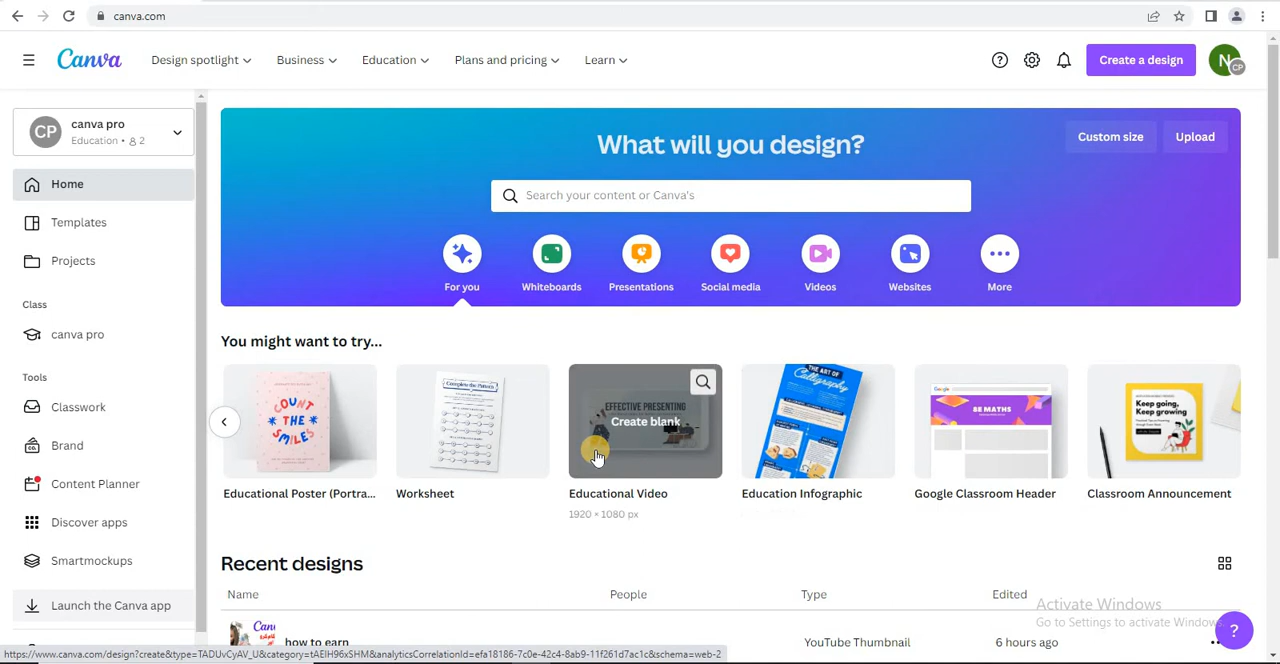 canva.com
Canva
Design spotlight
Business
Education
Plans and pricing
Learn
Create a design
N
CP
CP
canva pro
Education • 2
Home
Templates
Projects
Class
canva pro
Tools
Classwork
Brand
Content Planner
Discover apps
Smartmockups
Launch the Canva app
What will you design?
Custom size
Upload
Search your content or Canva's
For you
Whiteboards
Presentations
Social media
Videos
Websites
More
You might want to try...
COUNT
* THE *
SMILES
Educational Poster (Portra...
Complete the Pattern
Worksheet
EFFECTIVE PRESENTING
Create blank
Educational Video
1920 × 1080 px
THE ART OF
Calligraphy
Education Infographic
Google
BE MATHS
Google Classroom Header
Keep going,
Keep growing
Classroom Announcement
Recent designs
Name
People
Type
Edited
how to earn
YouTube Thumbnail
6 hours ago
Activate Windows
Go to Settings to activate Windows.
?
https://www.canva.com/design?create&type=TADUvCyAV_U&category=tAEIH96xSHM&analyticsCorrelationId=efa18186-7c0e-42c4-8ab9-11f261d7ac1c&schema=web-2